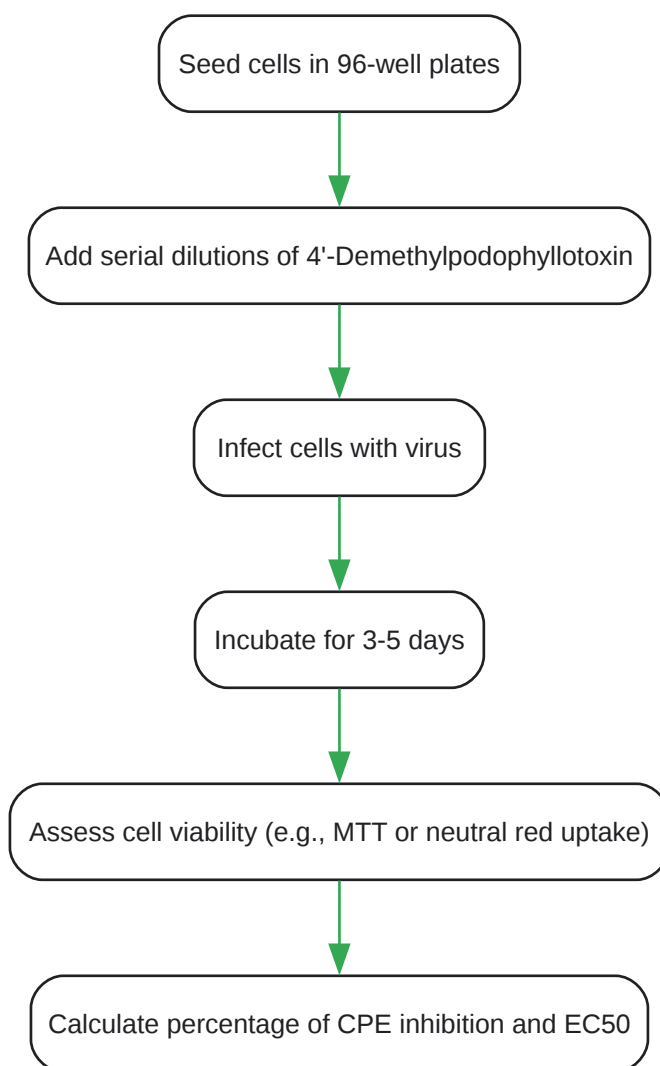 Seed cells in 96-well plates
Add serial dilutions of 4'-Demethylpodophyllotoxin
Infect cells with virus
Incubate for 3-5 days
Assess cell viability (e.g., MTT or neutral red uptake)
Calculate percentage of CPE inhibition and EC50